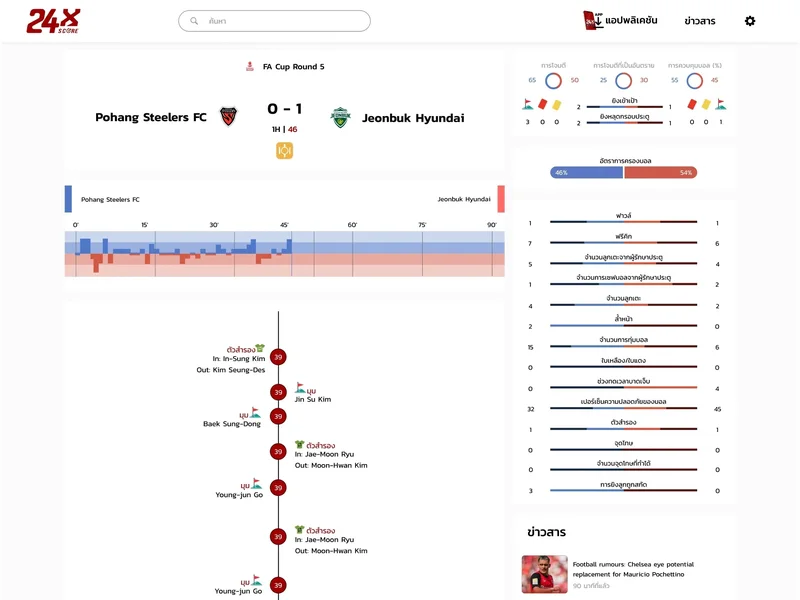 24X
SCORE
ค้นหา
แอปพลิเคชัน
ข่าวสาร
FA Cup Round 5
Pohang Steelers FC
0 - 1
Jeonbuk Hyundai
1H | 46
Pohang Steelers FC
Jeonbuk Hyundai
0' 15' 30' 45' 60' 75' 90'
ตัวสำรอง
In: In-Sung Kim
Out: Kim Seung-Des
39
39
มุม
Jin Su Kim
มุม
Baek Sung-Dong
39
39
ตัวสำรอง
In: Jae-Moon Ryu
Out: Moon-Hwan Kim
มุม
Young-jun Go
39
39
ตัวสำรอง
In: Jae-Moon Ryu
Out: Moon-Hwan Kim
มุม
Young-jun Go
39
การโจมตี
65 50
การโจมตีที่เป็นอันตราย
25 30
การควบคุมบอล (%)
55 45
3 0 0
ยิงเข้าเป้า
2 1
ยิงหลุดกรอบประตู
2 1
0 0 1
อัตราการครองบอล
46% 54%
ฟาวล์
1 1
ฟรีคิก
7 6
จำนวนลูกเตะจากผู้รักษาประตู
5 4
จำนวนการเซฟบอลจากผู้รักษาประตู
1 2
จำนวนลูกเตะ
4 2
ล้ำหน้า
2 0
จำนวนการทุ่มบอล
15 6
ใบเหลือง/ใบแดง
0 0
ช่วงทดเวลาบาดเจ็บ
0 4
เปอร์เซ็นความปลอดภัยของบอล
32 45
ตัวสำรอง
1 1
จุดโทษ
0 0
จำนวนจุดโทษที่ทำได้
0 0
การยิงลูกถูกสกัด
3 0
ข่าวสาร
Football rumours: Chelsea eye potential
replacement for Mauricio Pochettino
90 นาทีที่แล้ว